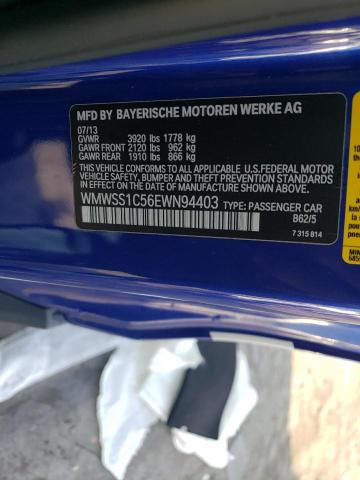 MFD BY BAYERISCHE MOTOREN WERKE AG
07/13
GVWR 3920 lbs 1778 kg
GAWR FRONT 2120 lbs 962 kg
GAWR REAR 1910 lbs 866 kg
THIS VEHICLE CONFORMS TO ALL APPLICABLE U.S.FEDERAL MOTOR
VEHICLE SAFETY, BUMPER, AND THEFT PREVENTION STANDARDS
IN EFFECT ON THE DATE OF MANUFACTURE SHOWN ABOVE.
WMWSS1C56EWN94403 TYPE: PASSENGER CAR
B62/5
7 315 814